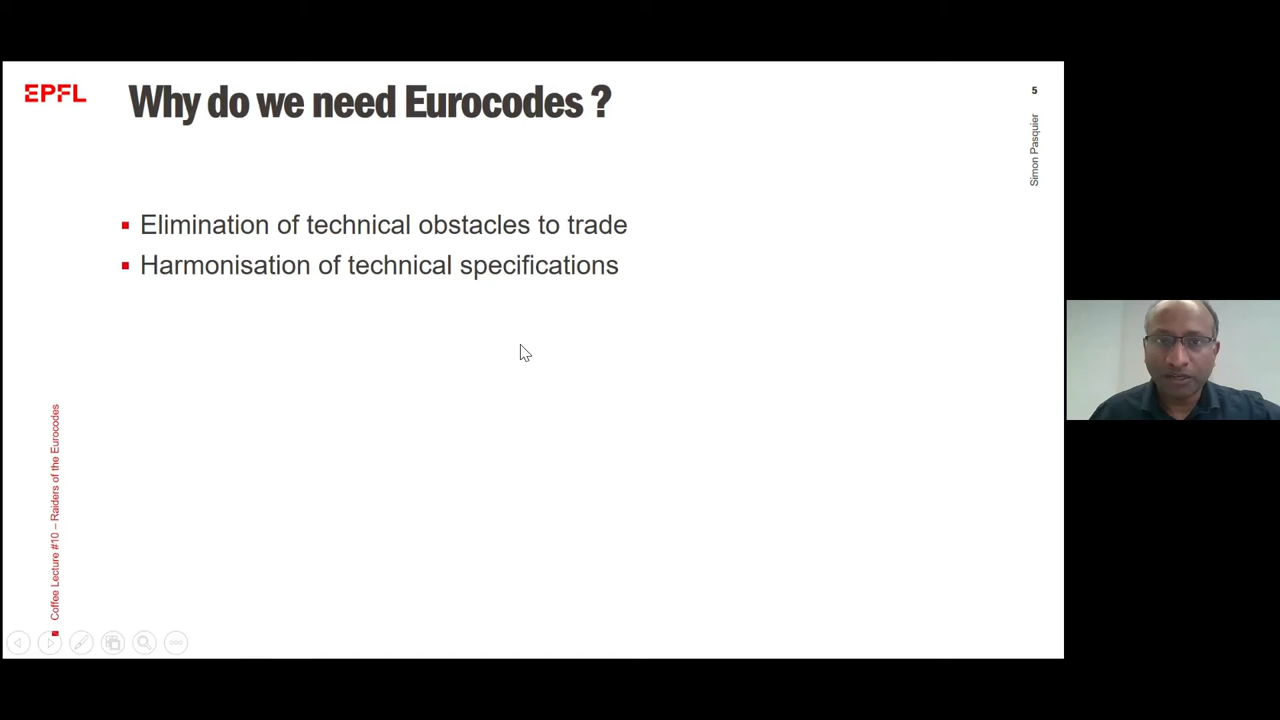 EPFL
Why do we need Eurocodes ?
5
Simon Pasquier
Elimination of technical obstacles to trade
Harmonisation of technical specifications
Coffee Lecture #10 – Raiders of the Eurocodes